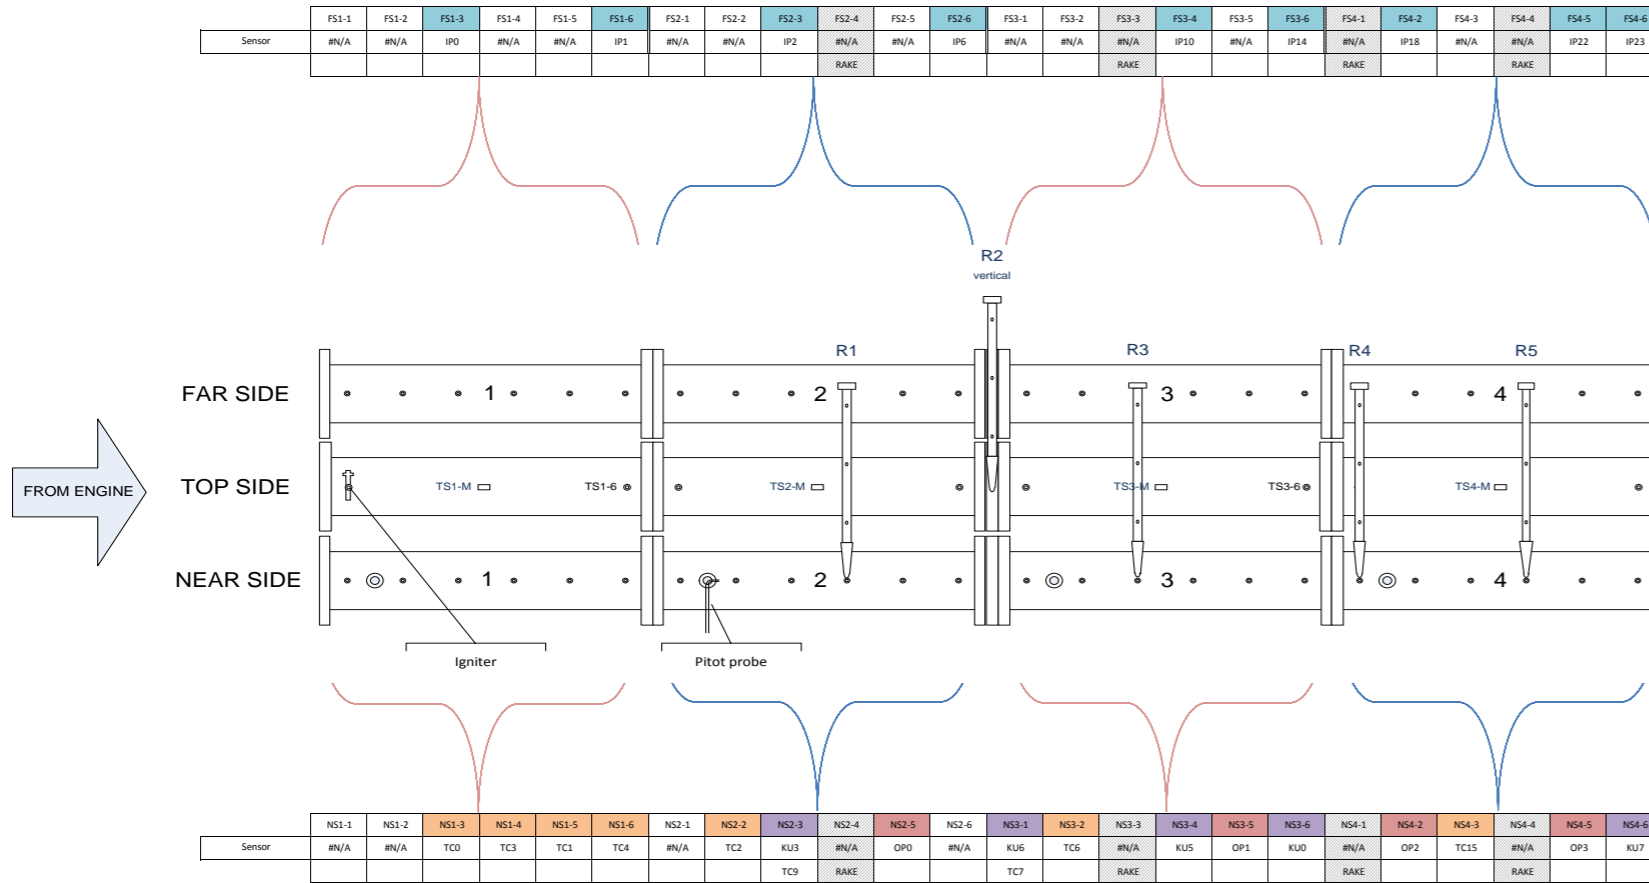 FS1-1 FS1-2 FS1-3 FS1-4 FS1-5 FS1-6 FS2-1 FS2-2 FS2-3 FS2-4 FS2-5 FS2-6 FS3-1 FS3-2 FS3-3 FS3-4 FS3-5 FS3-6 FS4-1 FS4-2 FS4-3 FS4-4 FS4-5 FS4-6
Sensor #N/A #N/A IP0 #N/A #N/A IP1 #N/A #N/A IP2 #N/A #N/A IP6 #N/A #N/A #N/A IP10 #N/A IP14 #N/A IP18 #N/A #N/A IP22 IP23
RAKE RAKE RAKE RAKE
R2
vertical
R1 R3 R4 R5
FAR SIDE 1 2 3 4
FROM ENGINE
TOP SIDE TS1-M TS1-6 TS2-M TS3-M TS3-6 TS4-M
NEAR SIDE 1 2 3 4
Igniter Pitot probe
NS1-1 NS1-2 NS1-3 NS1-4 NS1-5 NS1-6 NS2-1 NS2-2 NS2-3 NS2-4 NS2-5 NS2-6 NS3-1 NS3-2 NS3-3 NS3-4 NS3-5 NS3-6 NS4-1 NS4-2 NS4-3 NS4-4 NS4-5 NS4-6
Sensor #N/A #N/A TC0 TC3 TC1 TC4 #N/A TC2 KU3 #N/A OP0 #N/A KU6 TC6 #N/A KU5 OP1 KU0 #N/A OP2 TC15 #N/A OP3 KU7
TC9 RAKE TC7 RAKE RAKE RAKE